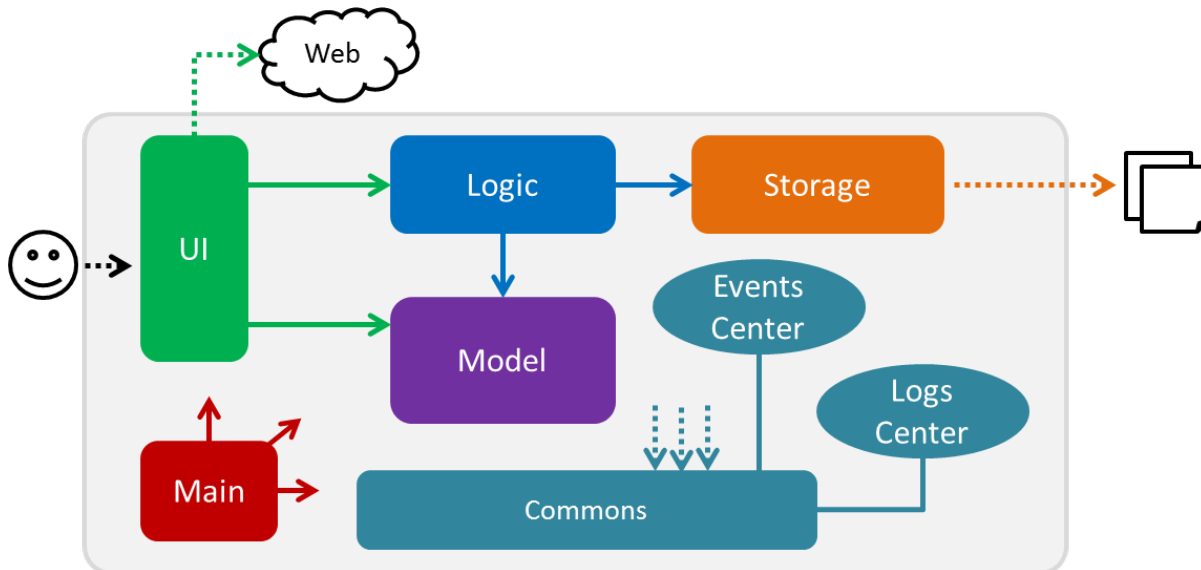 Web
UI
Logic
Storage
Model
Events
Center
Logs
Center
Main
Commons